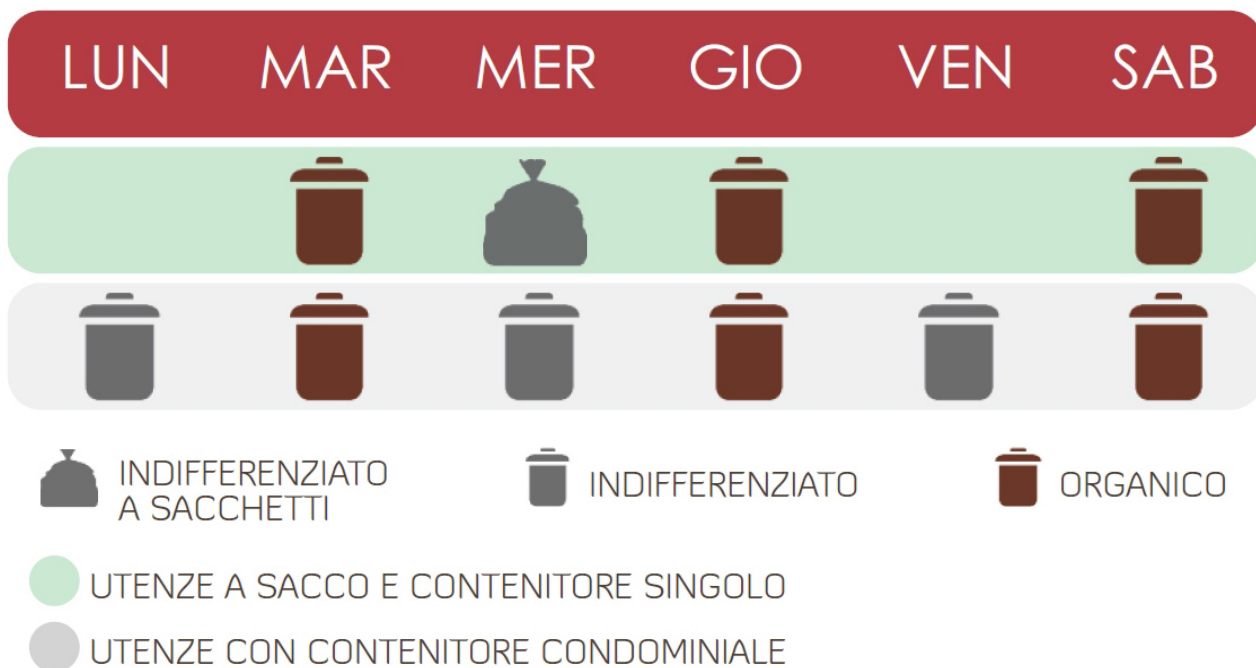 LUN MAR MER GIO VEN SAB
INDIFFERENZIATO
A SACCHETTI
INDIFFERENZIATO
ORGANICO
UTENZE A SACCO E CONTENITORE SINGOLO
UTENZE CON CONTENITORE CONDOMINIALE